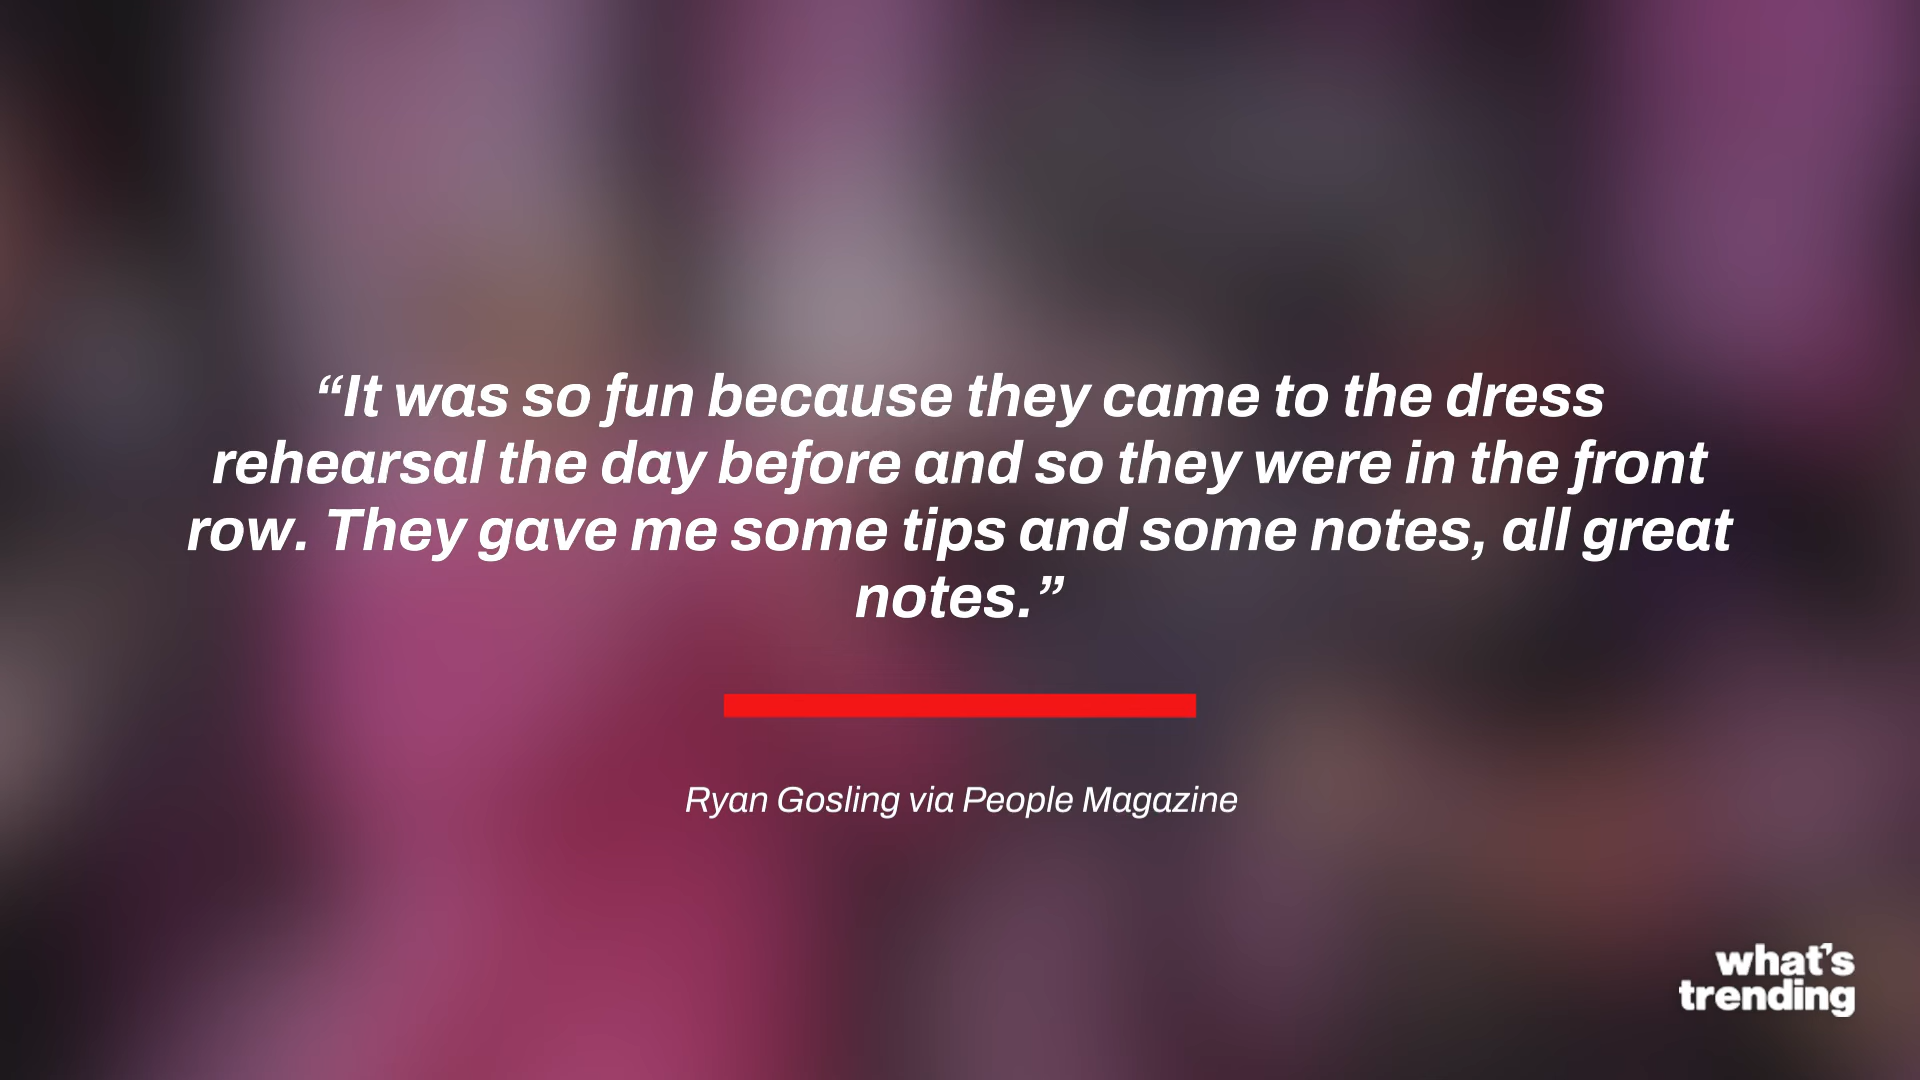 “It was so fun because they came to the dress
rehearsal the day before and so they were in the front
row. They gave me some tips and some notes, all great
notes.”
Ryan Gosling via People Magazine
what's
trending